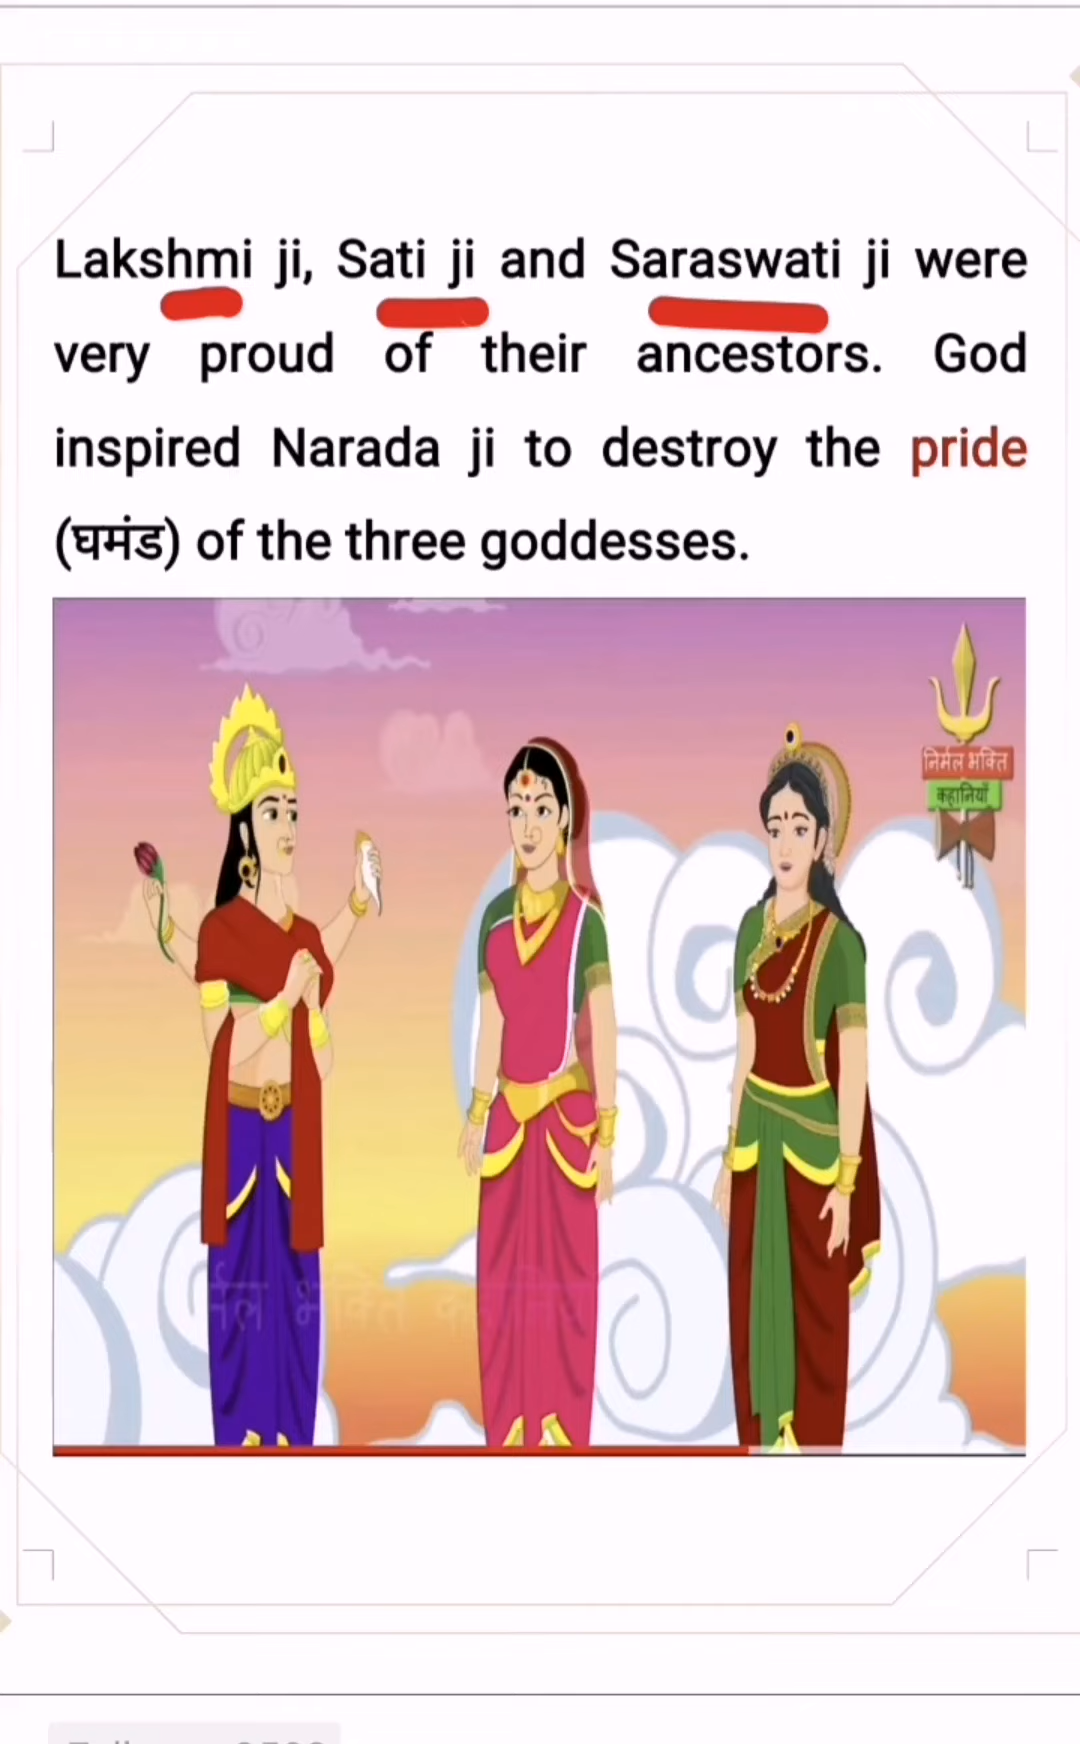 Lakshmi ji, Sati ji and Saraswati ji were
very proud of their ancestors. God
inspired Narada ji to destroy the pride
(घमंड) of the three goddesses.
निर्मल भक्ति
कहानियाँ